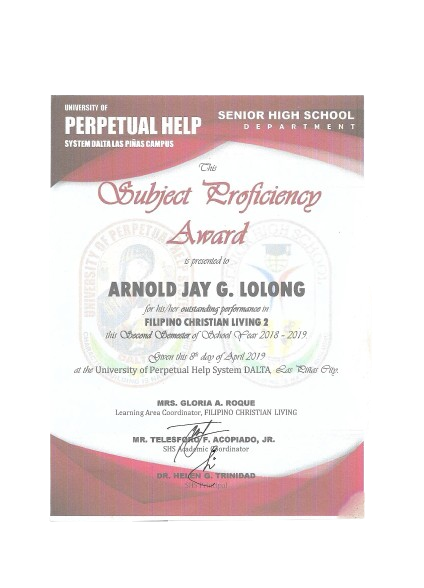 UNIVERSITY OF
PERPETUAL HELP
SYSTEM DALTA LAS PIÑAS CAMPUS
SENIOR HIGH SCHOOL
DEPARTMENT
This
Subject Proficiency
Award
is presented to
ARNOLD JAY G. LOLONG
for his/her outstanding performance in
FILIPINO CHRISTIAN LIVING 2
this Second Semester of School Year 2018 - 2019.
Given this 8th day of April 2019
at the University of Perpetual Help System DALTA, Las Piñas City.
MRS. GLORIA A. ROQUE
Learning Area Coordinator, FILIPINO CHRISTIAN LIVING
MR. TELESFORO F. ACOPIADO, JR.
SHS Academic Coordinator
DR. HELEN G. TRINIDAD
SHS Principal